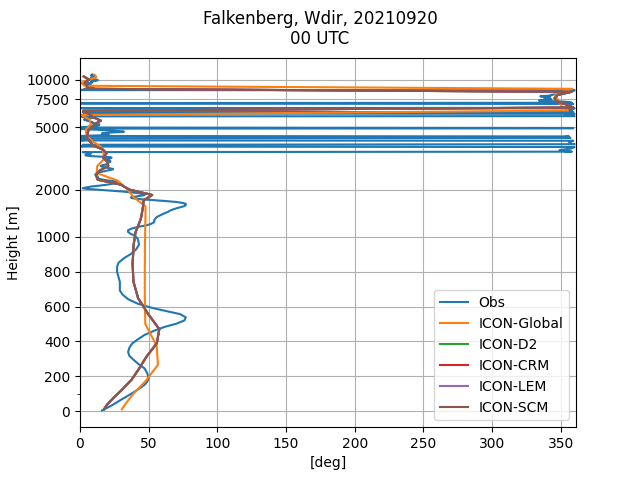 Falkenberg, Wdir, 20210920
00 UTC
10000
7500
5000
2000
1000
800
600
400
200
0
Height [m]
Obs
ICON-Global
ICON-D2
ICON-CRM
ICON-LEM
ICON-SCM
0 50 100 150 200 250 300 350
[deg]